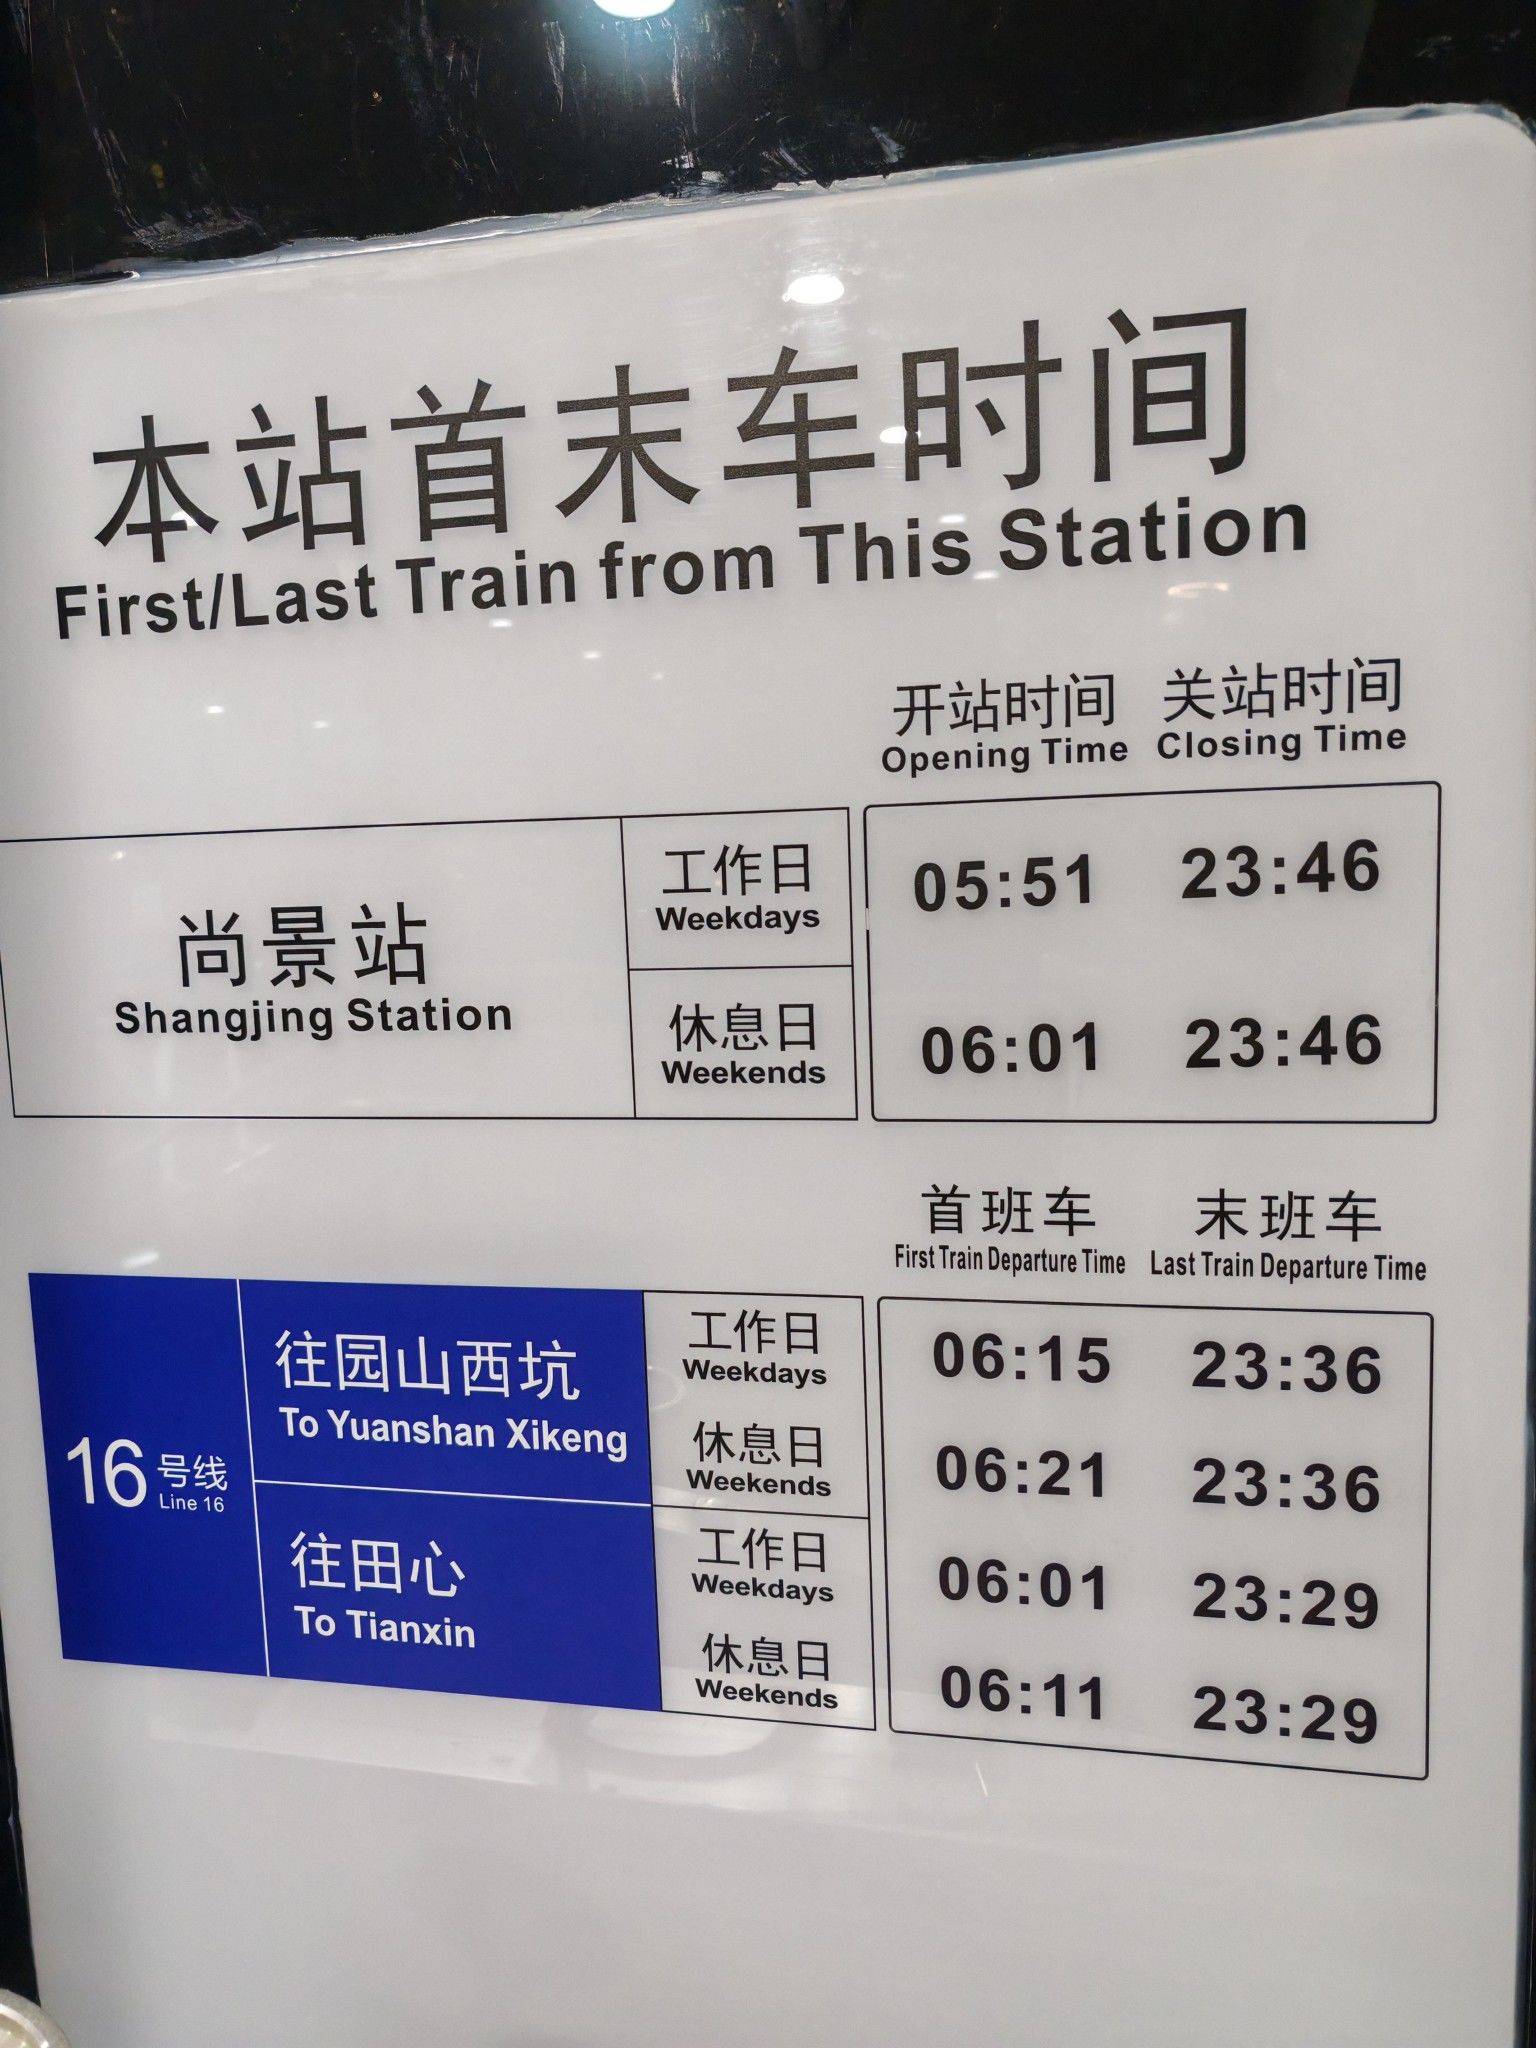 本站首末车时间
First/Last Train from This Station
开站时间 关站时间
Opening Time Closing Time
尚景站
Shangjing Station
工作日
Weekdays
05:51 23:46
休息日
Weekends
06:01 23:46
首班车 末班车
First Train Departure Time Last Train Departure Time
16号线
Line 16
往园山西坑
To Yuanshan Xikeng
工作日
Weekdays
06:15 23:36
休息日
Weekends
06:21 23:36
往田心
To Tianxin
工作日
Weekdays
06:01 23:29
休息日
Weekends
06:11 23:29